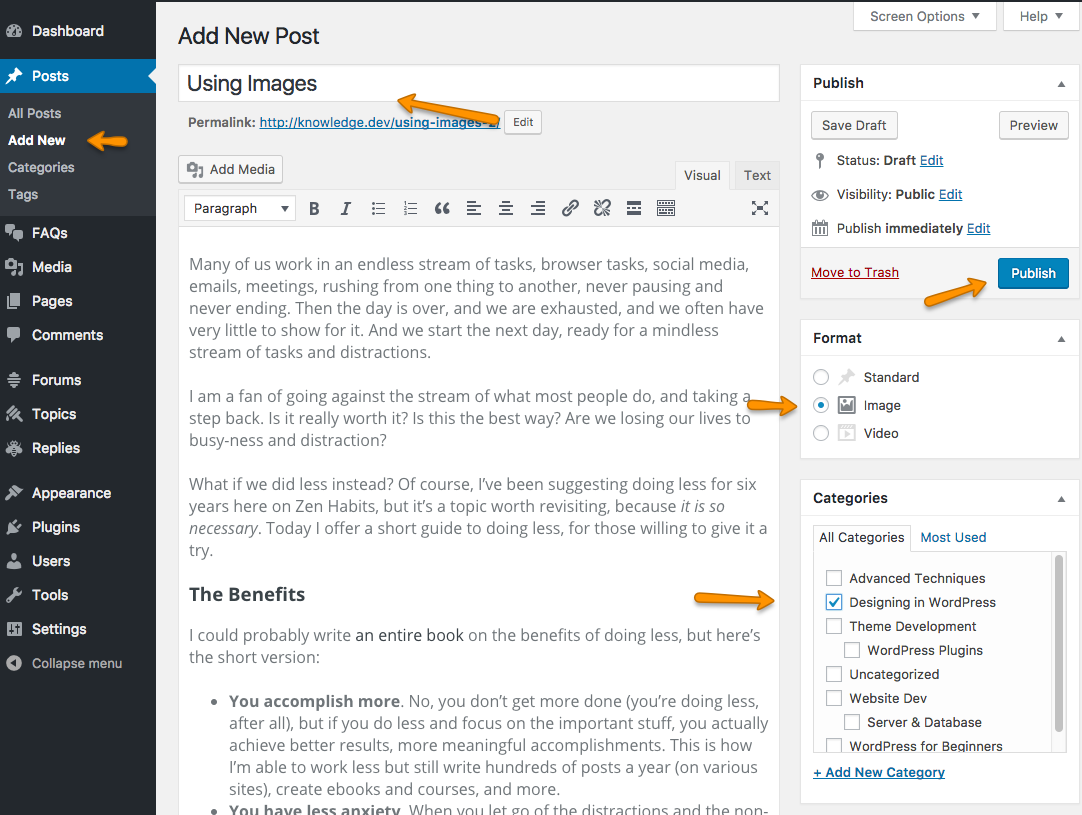 Screen Options
Help
Dashboard
Posts
All Posts
Add New
Categories
Tags
FAQs
Media
Pages
Comments
Forums
Topics
Replies
Appearance
Plugins
Users
Tools
Settings
Collapse menu
Add New Post
Using Images
Permalink: http://knowledge.dev/using-images-2/ Edit
Add Media
Visual Text
Paragraph
Many of us work in an endless stream of tasks, browser tasks, social media,
emails, meetings, rushing from one thing to another, never pausing and
never ending. Then the day is over, and we are exhausted, and we often have
very little to show for it. And we start the next day, ready for a mindless
stream of tasks and distractions.
I am a fan of going against the stream of what most people do, and taking a
step back. Is it really worth it? Is this the best way? Are we losing our lives to
busy-ness and distraction?
What if we did less instead? Of course, I’ve been suggesting doing less for six
years here on Zen Habits, but it’s a topic worth revisiting, because it is so
necessary. Today I offer a short guide to doing less, for those willing to give it a
try.
The Benefits
I could probably write an entire book on the benefits of doing less, but here’s
the short version:
You accomplish more. No, you don’t get more done (you’re doing less,
after all), but if you do less and focus on the important stuff, you actually
achieve better results, more meaningful accomplishments. This is how
I’m able to work less but still write hundreds of posts a year (on various
sites), create ebooks and courses, and more.
You have less anxiety. When you let go of the distractions and the non-
Publish
Save Draft Preview
Status: Draft Edit
Visibility: Public Edit
Publish immediately Edit
Move to Trash Publish
Format
Standard
Image
Video
Categories
All Categories Most Used
Advanced Techniques
Designing in WordPress
Theme Development
WordPress Plugins
Uncategorized
Website Dev
Server & Database
WordPress for Beginners
+ Add New Category